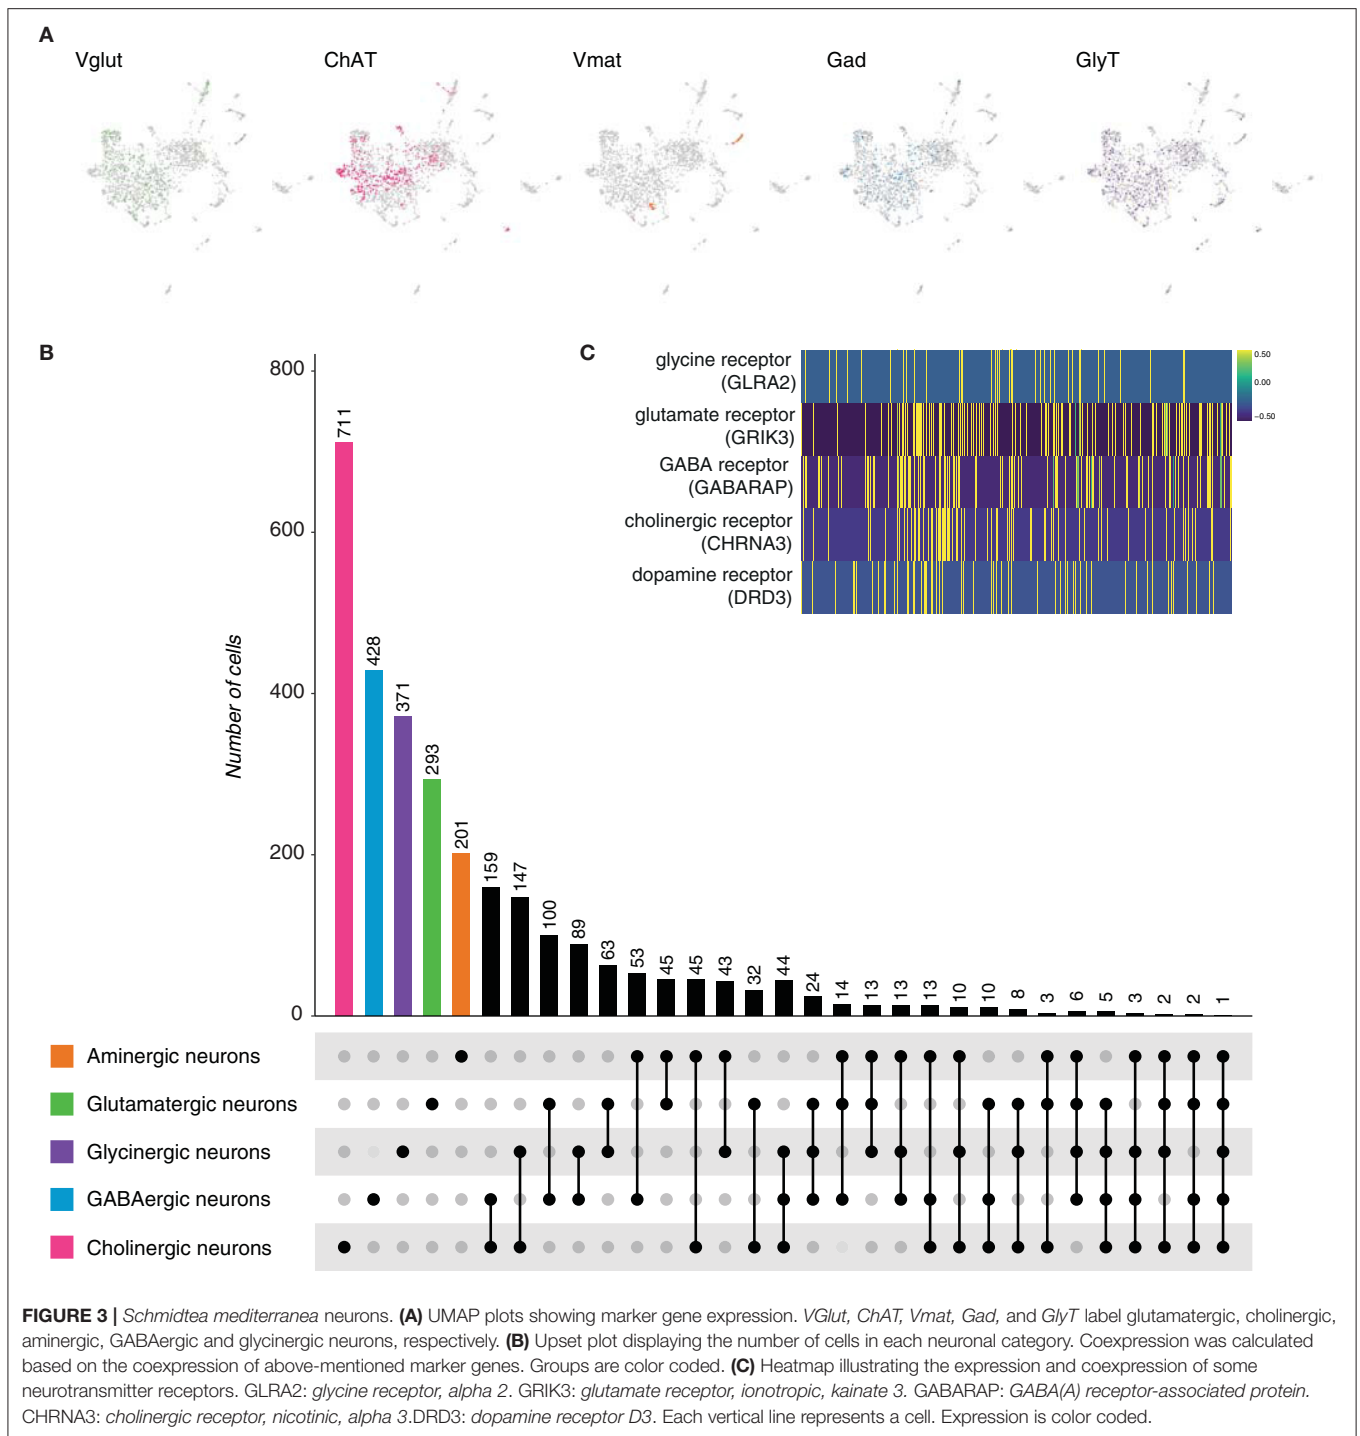 A
Vglut
ChAT
Vmat
Gad
GlyT
B
Number of cells
800
600
400
200
0
711
428
371
293
201
159
147
100
89
63
53
45
45
43
32
44
24
14
13
13
13
10
10
8
3
6
5
3
2
2
1
C
glycine receptor
(GLRA2)
glutamate receptor
(GRIK3)
GABA receptor
(GABARAP)
cholinergic receptor
(CHRNA3)
dopamine receptor
(DRD3)
0.50
0.00
−0.50
Aminergic neurons
Glutamatergic neurons
Glycinergic neurons
GABAergic neurons
Cholinergic neurons
FIGURE 3 | Schmidtea mediterranea neurons. (A) UMAP plots showing marker gene expression. VGlut, ChAT, Vmat, Gad, and GlyT label glutamatergic, cholinergic,
aminergic, GABAergic and glycinergic neurons, respectively. (B) Upset plot displaying the number of cells in each neuronal category. Coexpression was calculated
based on the coexpression of above-mentioned marker genes. Groups are color coded. (C) Heatmap illustrating the expression and coexpression of some
neurotransmitter receptors. GLRA2: glycine receptor, alpha 2. GRIK3: glutamate receptor, ionotropic, kainate 3. GABARAP: GABA(A) receptor-associated protein.
CHRNA3: cholinergic receptor, nicotinic, alpha 3.DRD3: dopamine receptor D3. Each vertical line represents a cell. Expression is color coded.